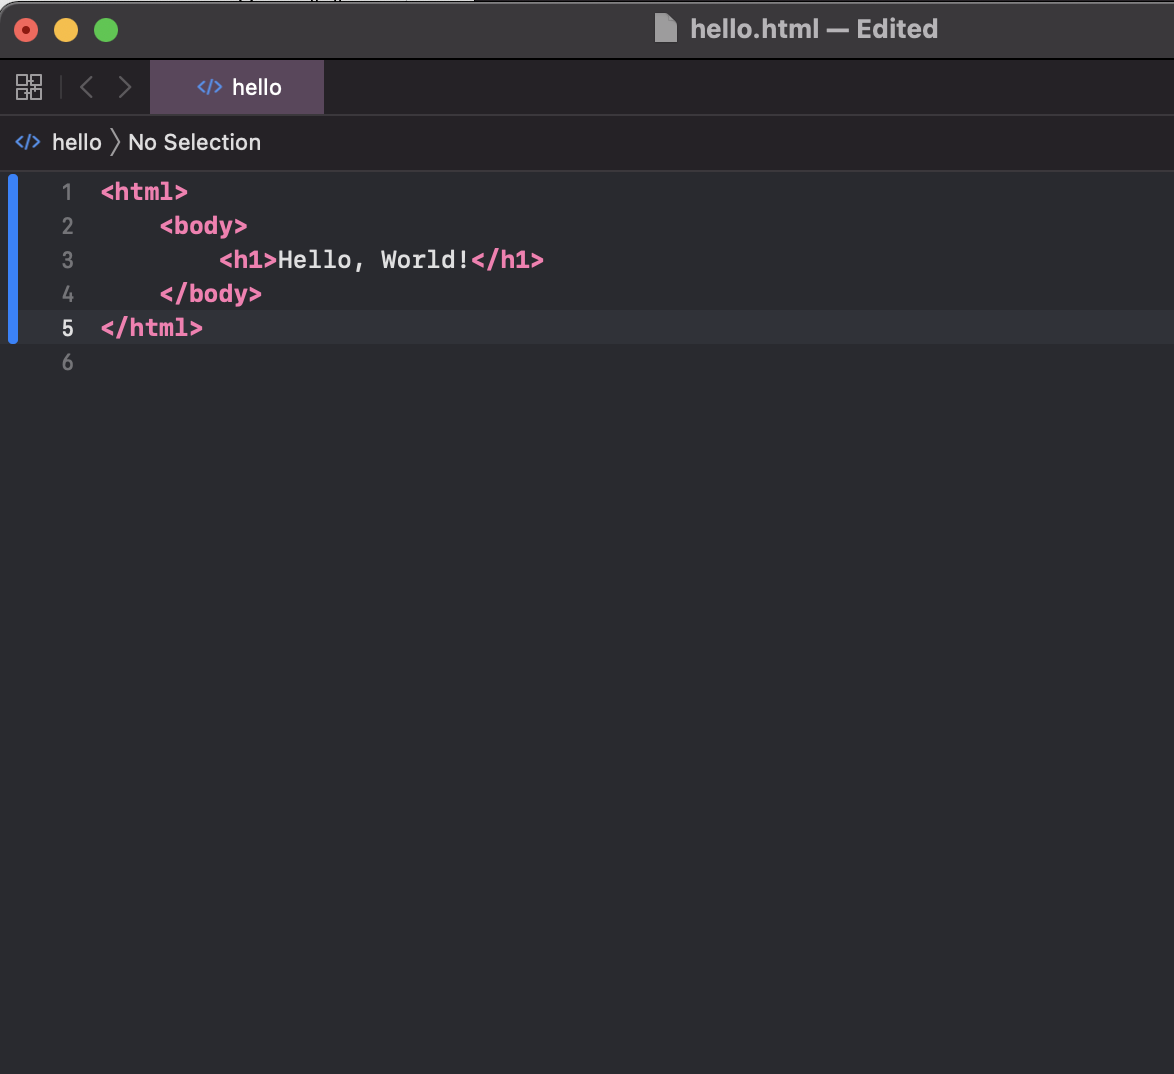 hello.html — Edited
</> hello
</> hello 〉 No Selection
1 <html>
2     <body>
3         <h1>Hello, World!</h1>
4     </body>
5 </html>
6